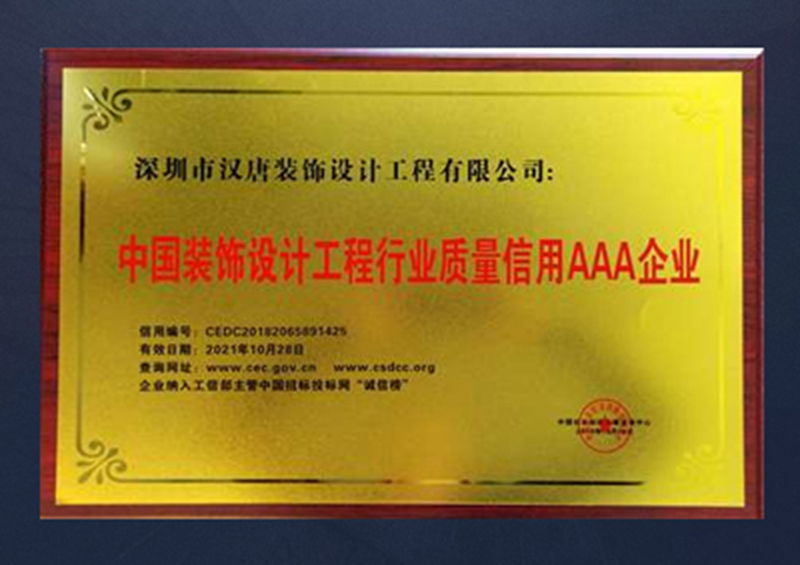 深圳市汉唐装饰设计工程有限公司:
中国装饰设计工程行业质量信用AAA企业
信用编号: CEDC20182065891425
有效日期: 2021年10月28日
查询网址: www.cec.gov.cn www.csdcc.org
企业纳入工信部主管中国招标投标网“诚信榜”